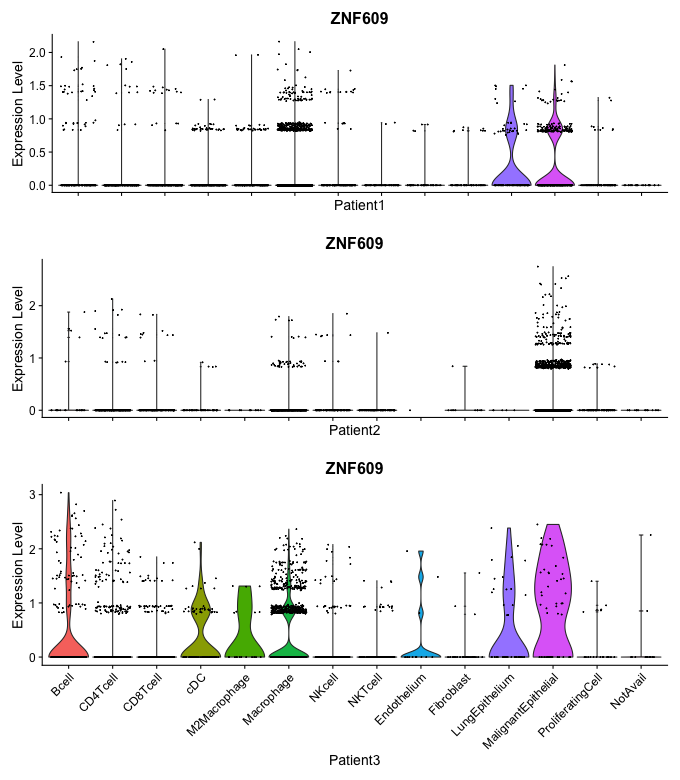 ZNF609
Expression Level
2.0
1.5
1.0
0.5
0.0
Patient1
ZNF609
Expression Level
2
1
0
Patient2
ZNF609
Expression Level
3
2
1
0
Bcell
CD4Tcell
CD8Tcell
cDC
M2Macrophage
Macrophage
NKcell
NKTcell
Endothelium
Fibroblast
LungEpithelium
MalignantEpithelial
ProliferatingCell
NotAvail
Patient3